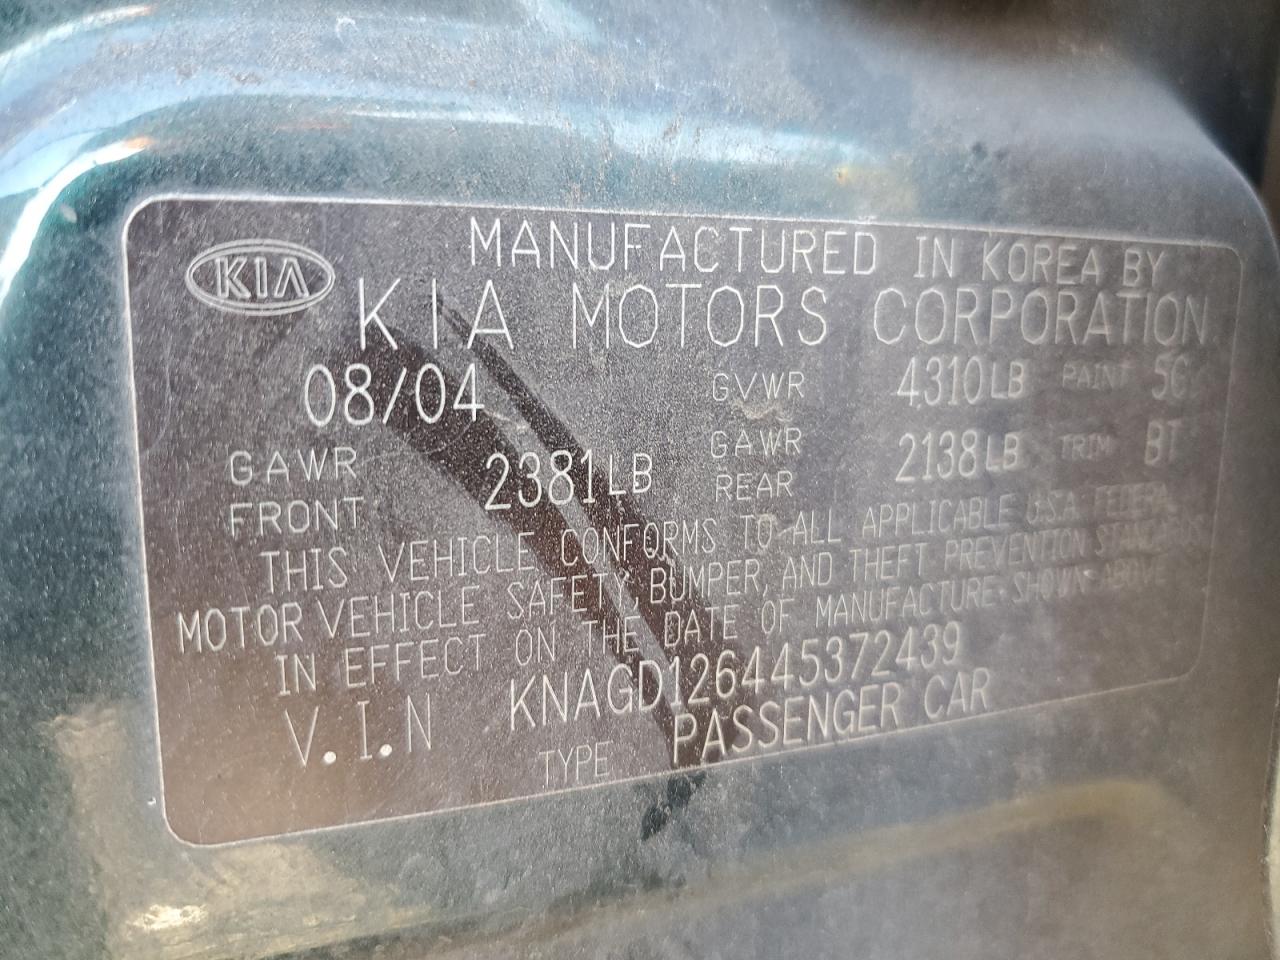 KIA
MANUFACTURED IN KOREA BY
KIA MOTORS CORPORATION
08/04 GVWR 4310LB PAINT
GAWR FRONT 2381LB GAWR REAR 2138LB TRIM BT
THIS VEHICLE CONFORMS TO ALL APPLICABLE U.S.A. FEDERAL
MOTOR VEHICLE SAFETY, BUMPER, AND THEFT PREVENTION STANDARDS
IN EFFECT ON THE DATE OF MANUFACTURE SHOWN ABOVE
V.I.N KNAGD126445372439
TYPE PASSENGER CAR